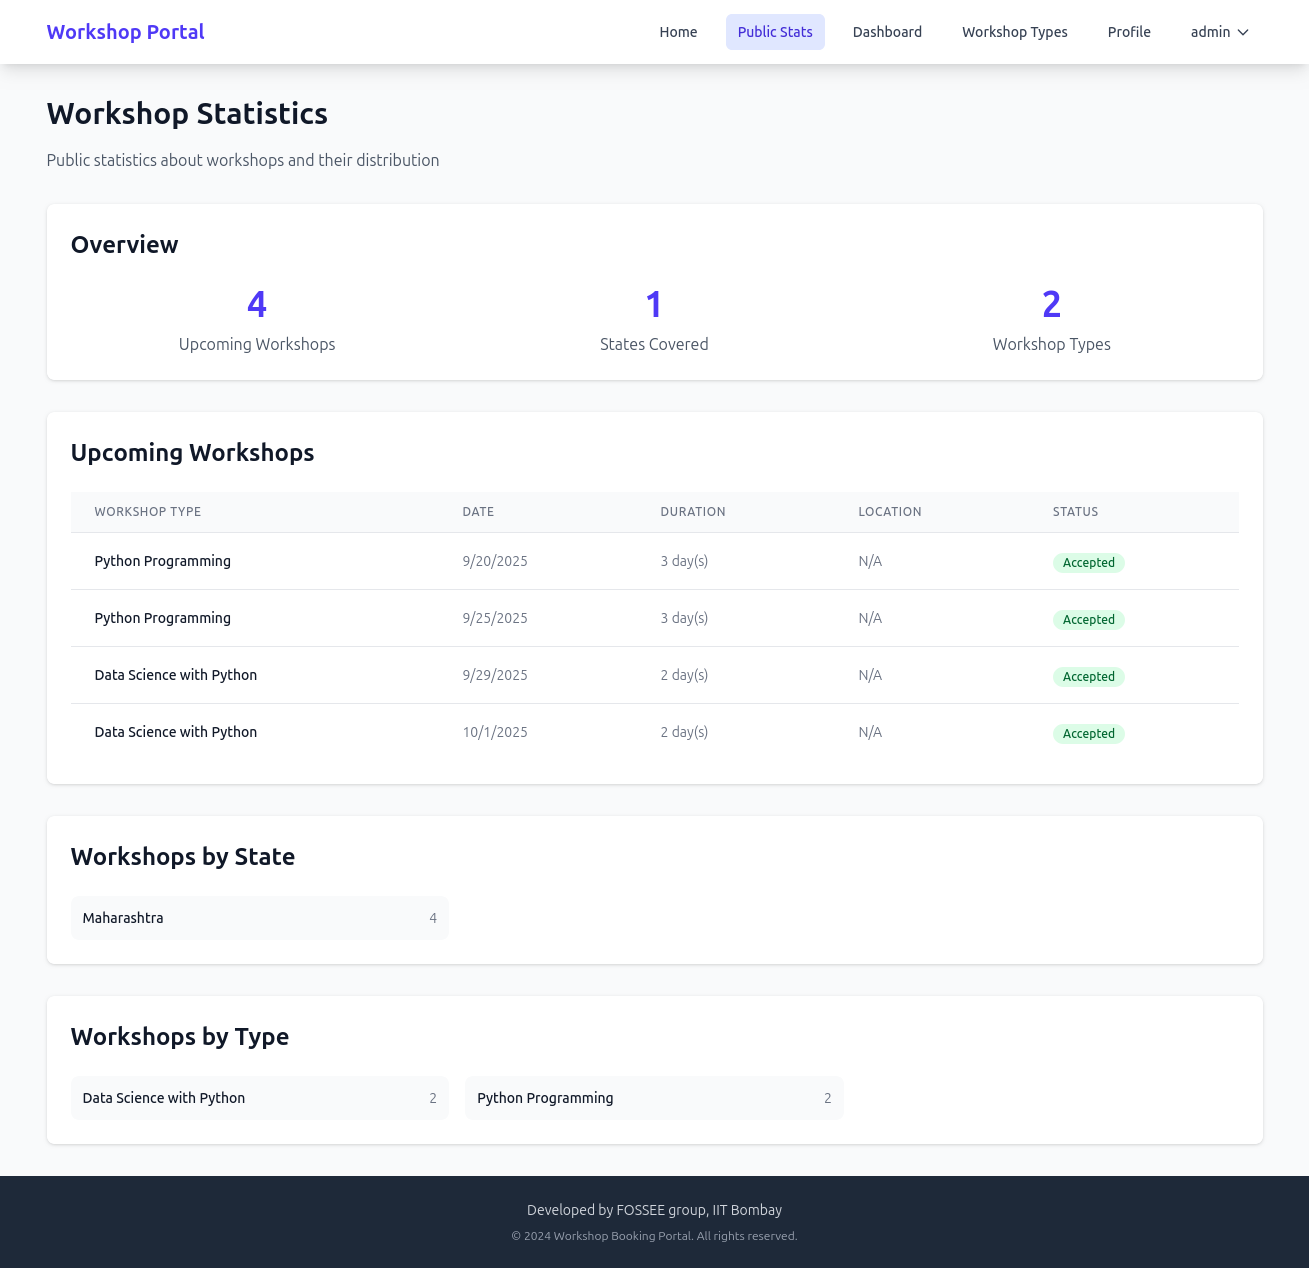 Workshop Portal Home Public Stats Dashboard Workshop Types Profile admin
Workshop Statistics
Public statistics about workshops and their distribution
Overview
4 1 2
Upcoming Workshops States Covered Workshop Types
Upcoming Workshops
WORKSHOP TYPE DATE DURATION LOCATION STATUS
Python Programming 9/20/2025 3 day(s) N/A Accepted
Python Programming 9/25/2025 3 day(s) N/A Accepted
Data Science with Python 9/29/2025 2 day(s) N/A Accepted
Data Science with Python 10/1/2025 2 day(s) N/A Accepted
Workshops by State
Maharashtra 4
Workshops by Type
Data Science with Python 2 Python Programming 2
Developed by FOSSEE group, IIT Bombay
© 2024 Workshop Booking Portal. All rights reserved.